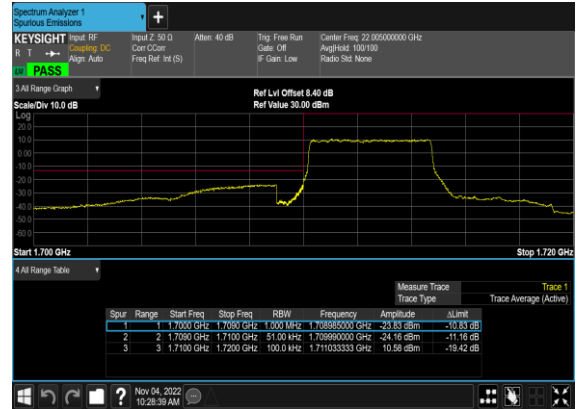 Spectrum Analyzer 1
Spurious Emissions
KEYSIGHT Input: RF Input Z: 50 Ω Atten: 40 dB Trig: Free Run Center Freq: 22.005000000 GHz
R T Coupling: DC Corr CCorr Gate: Off Avg|Hold: 100/100
Align: Auto Freq Ref: Int (S) IF Gain: Low Radio Std: None
PASS
3 All Range Graph
Ref Lvl Offset 8.40 dB
Scale/Div 10.0 dB Ref Value 30.00 dBm
Log
20.0
10.0
0.00
-10.0
-20.0
-30.0
-40.0
-50.0
-60.0
Start 1.700 GHz Stop 1.720 GHz
4 All Range Table
Measure Trace Trace 1
Trace Type Trace Average (Active)
Spur Range Start Freq Stop Freq RBW Frequency Amplitude ΔLimit
1 1 1.7000 GHz 1.7090 GHz 1.000 MHz 1.708985000 GHz -23.83 dBm -10.83 dB
2 2 1.7090 GHz 1.7100 GHz 51.00 kHz 1.709990000 GHz -24.16 dBm -11.16 dB
3 3 1.7100 GHz 1.7200 GHz 100.0 kHz 1.711033333 GHz 10.58 dBm -19.42 dB
Nov 04, 2022
10:28:39 AM